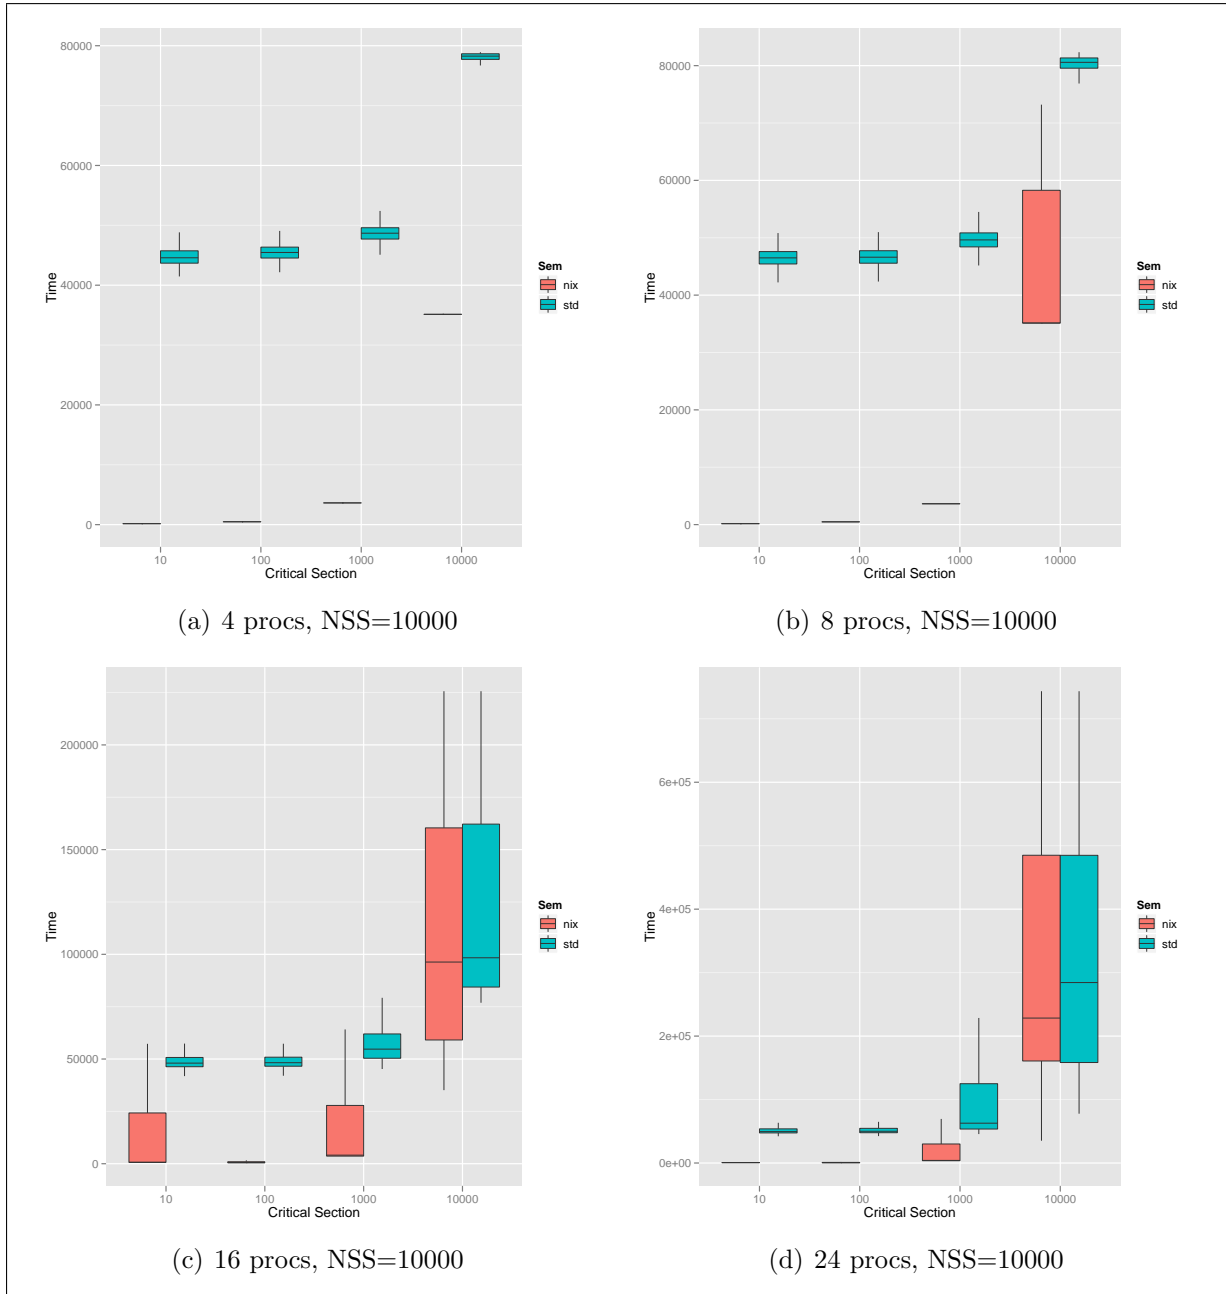 80000
60000
40000
20000
0
Time
10
100
1000
10000
Critical Section
Sem
nix
std
(a) 4 procs, NSS=10000
80000
60000
40000
20000
0
Time
10
100
1000
10000
Critical Section
Sem
nix
std
(b) 8 procs, NSS=10000
200000
150000
100000
50000
0
Time
10
100
1000
10000
Critical Section
Sem
nix
std
(c) 16 procs, NSS=10000
6e+05
4e+05
2e+05
0e+00
Time
10
100
1000
10000
Critical Section
Sem
nix
std
(d) 24 procs, NSS=10000